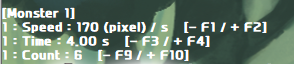 [Monster 1]
1 : Speed : 170 (pixel) / s [- F1 / + F2]
1 : Time : 4.00 s [- F3 / + F4]
1 : Count : 6 [- F9 / + F10]